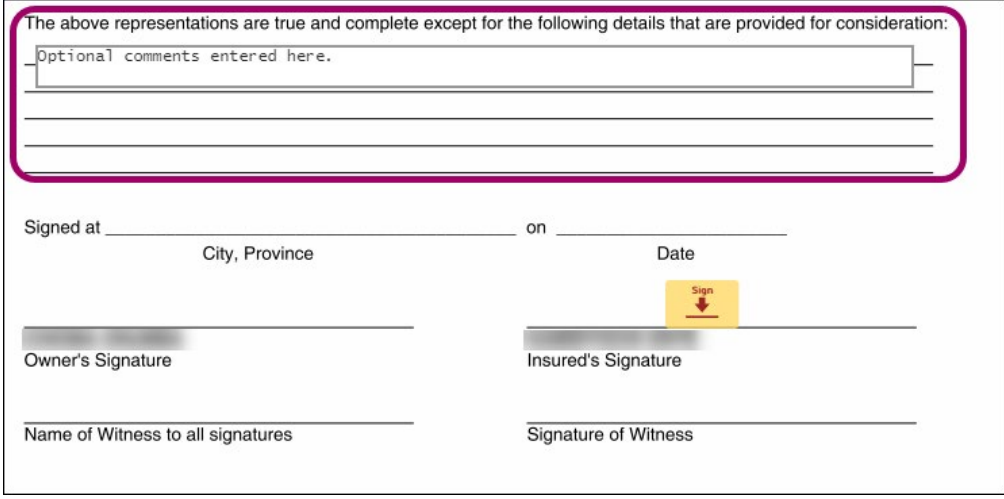 The above representations are true and complete except for the following details that are provided for consideration:
Optional comments entered here.
Signed at on
City, Province Date
Sign
Owner's Signature Insured's Signature
Name of Witness to all signatures Signature of Witness